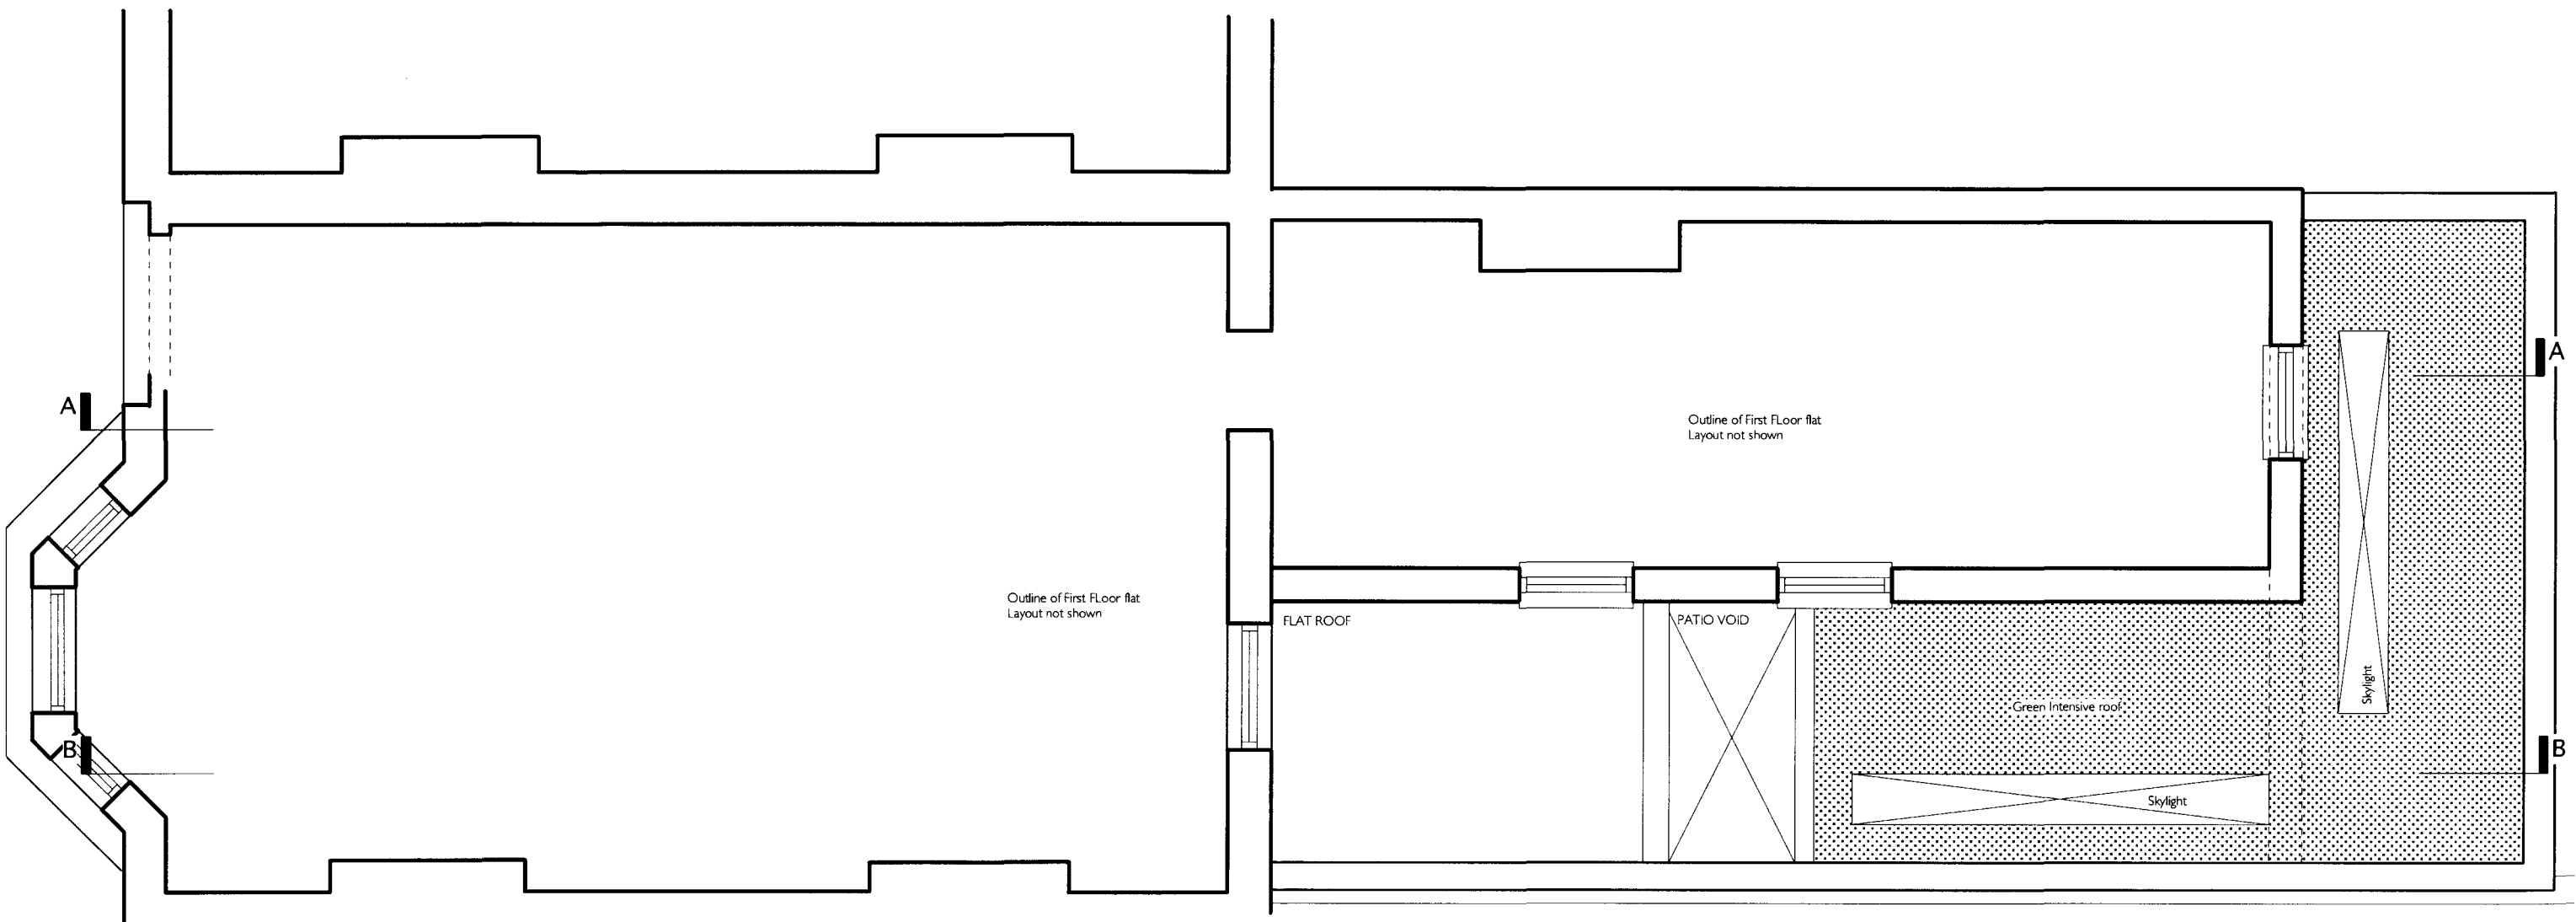 A
A
Outline of First FLoor flat
Layout not shown
Outline of First FLoor flat
Layout not shown
FLAT ROOF
PATIO VOID
Skylight
Green Intensive roof
B
B
Skylight